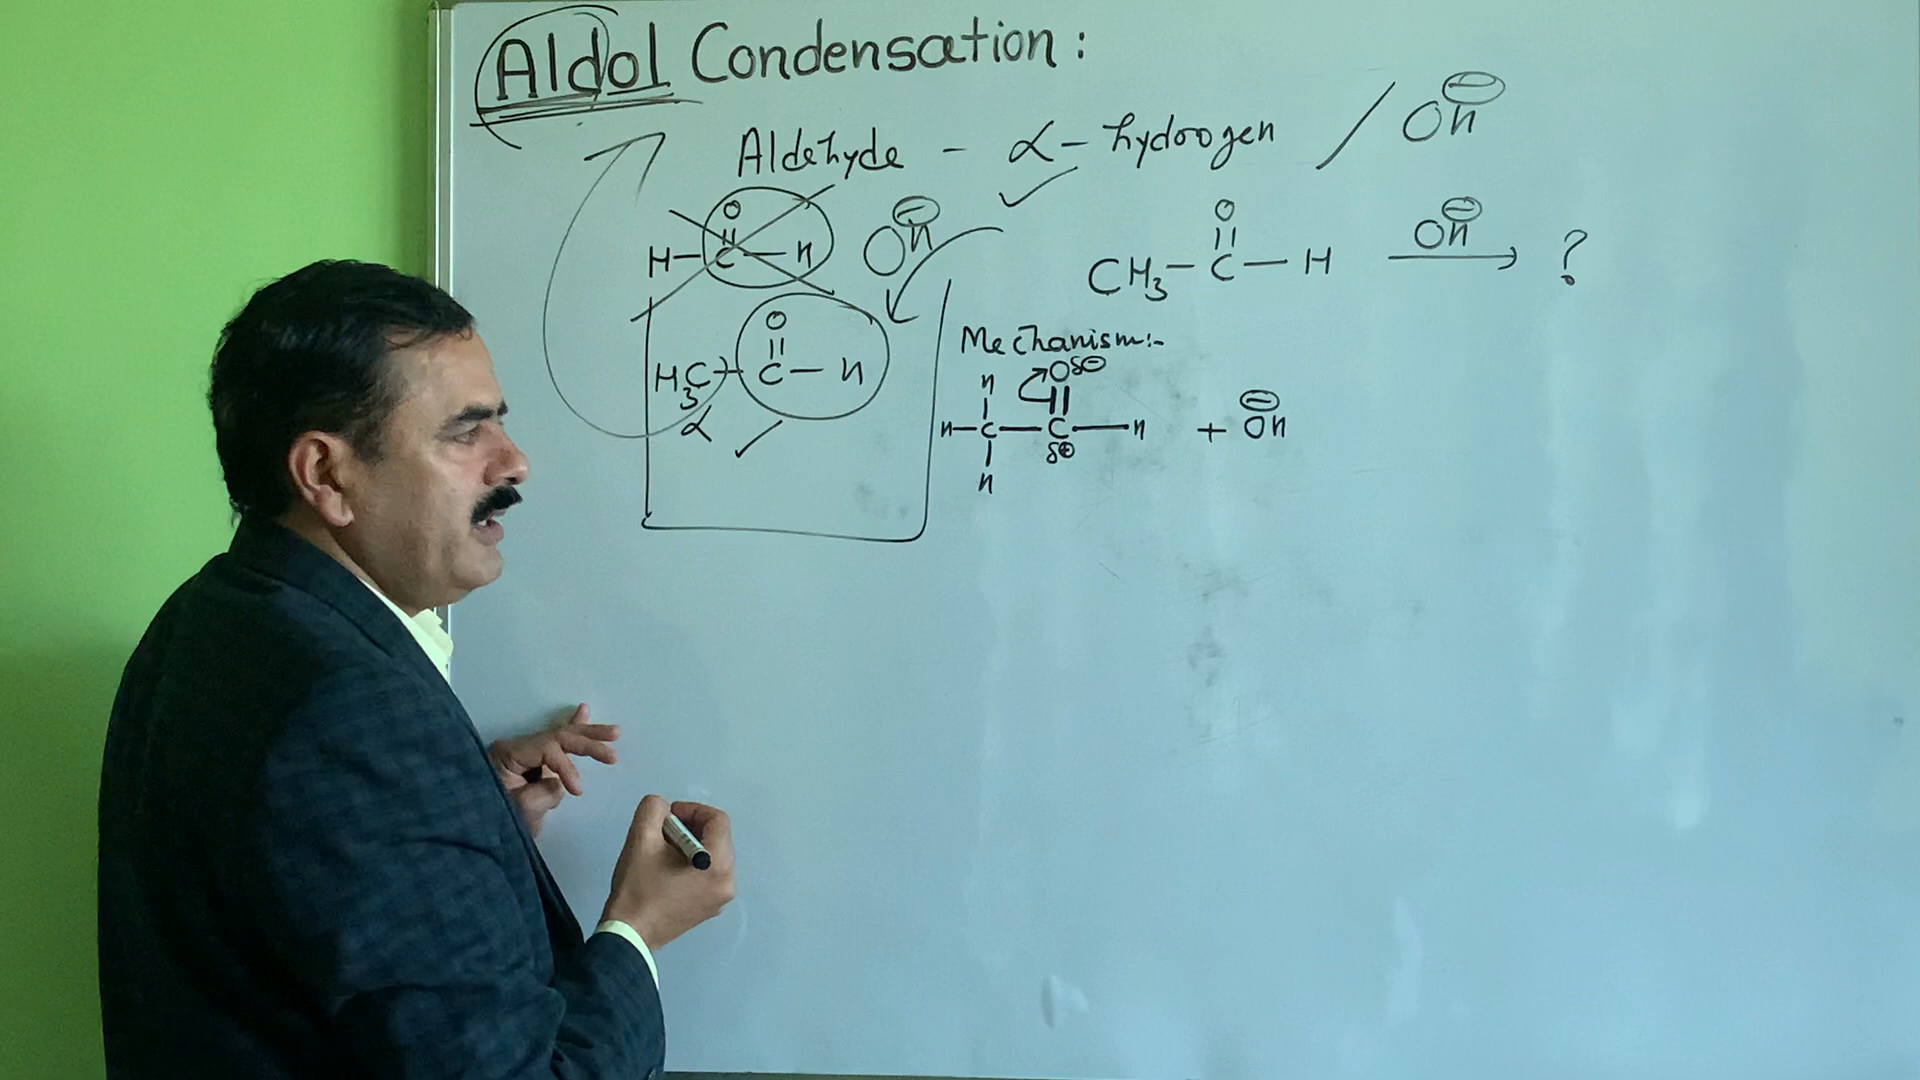 Aldol Condensation :
Aldehyde - α - hydrogen / OH ⊖
O
H - C - H
OH ⊖
O
CH3 - C - H
OH ⊖
?
O
H3C - C - H
α
Mechanism:-
H O δ⊖
H - C - C - H + OH ⊖
H δ⊕